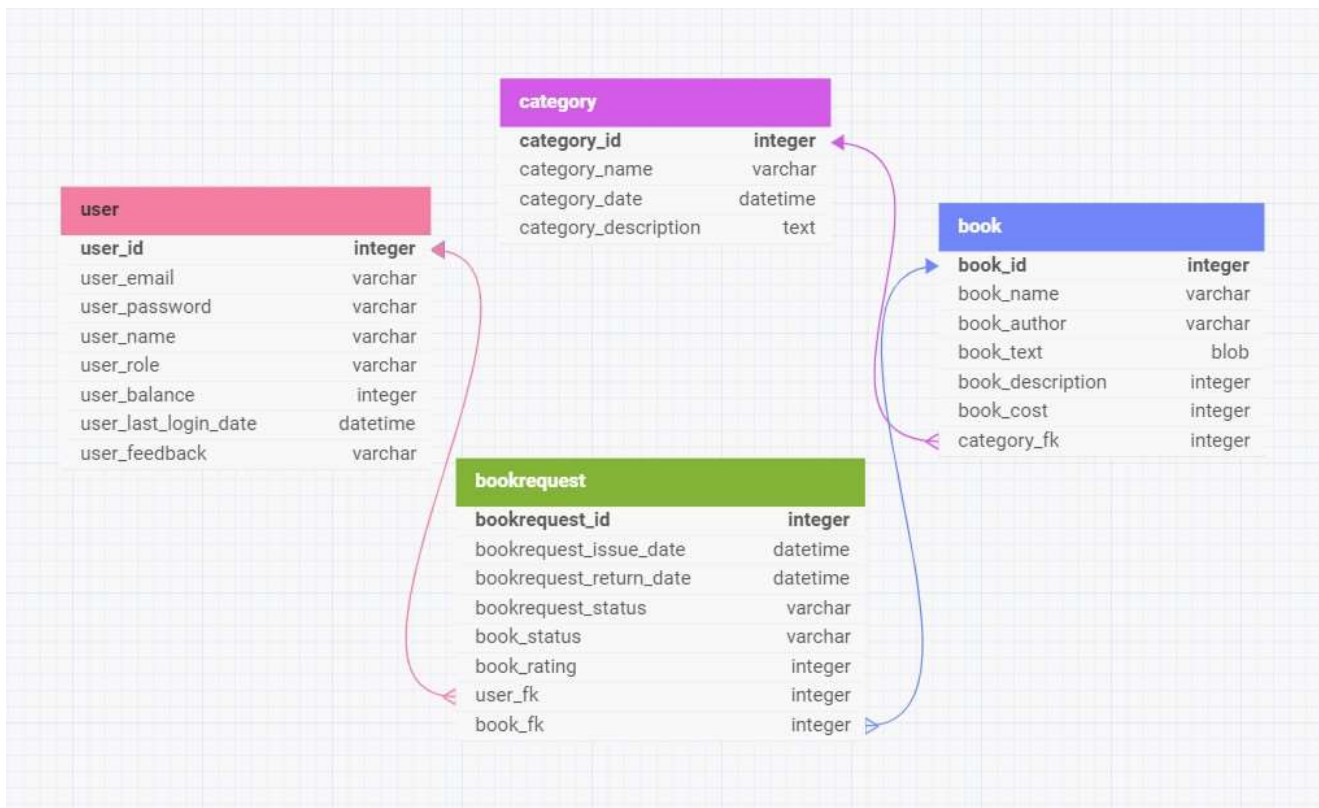 category
category_id integer
category_name varchar
category_date datetime
category_description text
user
user_id integer
user_email varchar
user_password varchar
user_name varchar
user_role varchar
user_balance integer
user_last_login_date datetime
user_feedback varchar
book
book_id integer
book_name varchar
book_author varchar
book_text blob
book_description integer
book_cost integer
category_fk integer
bookrequest
bookrequest_id integer
bookrequest_issue_date datetime
bookrequest_return_date datetime
bookrequest_status varchar
book_status varchar
book_rating integer
user_fk integer
book_fk integer